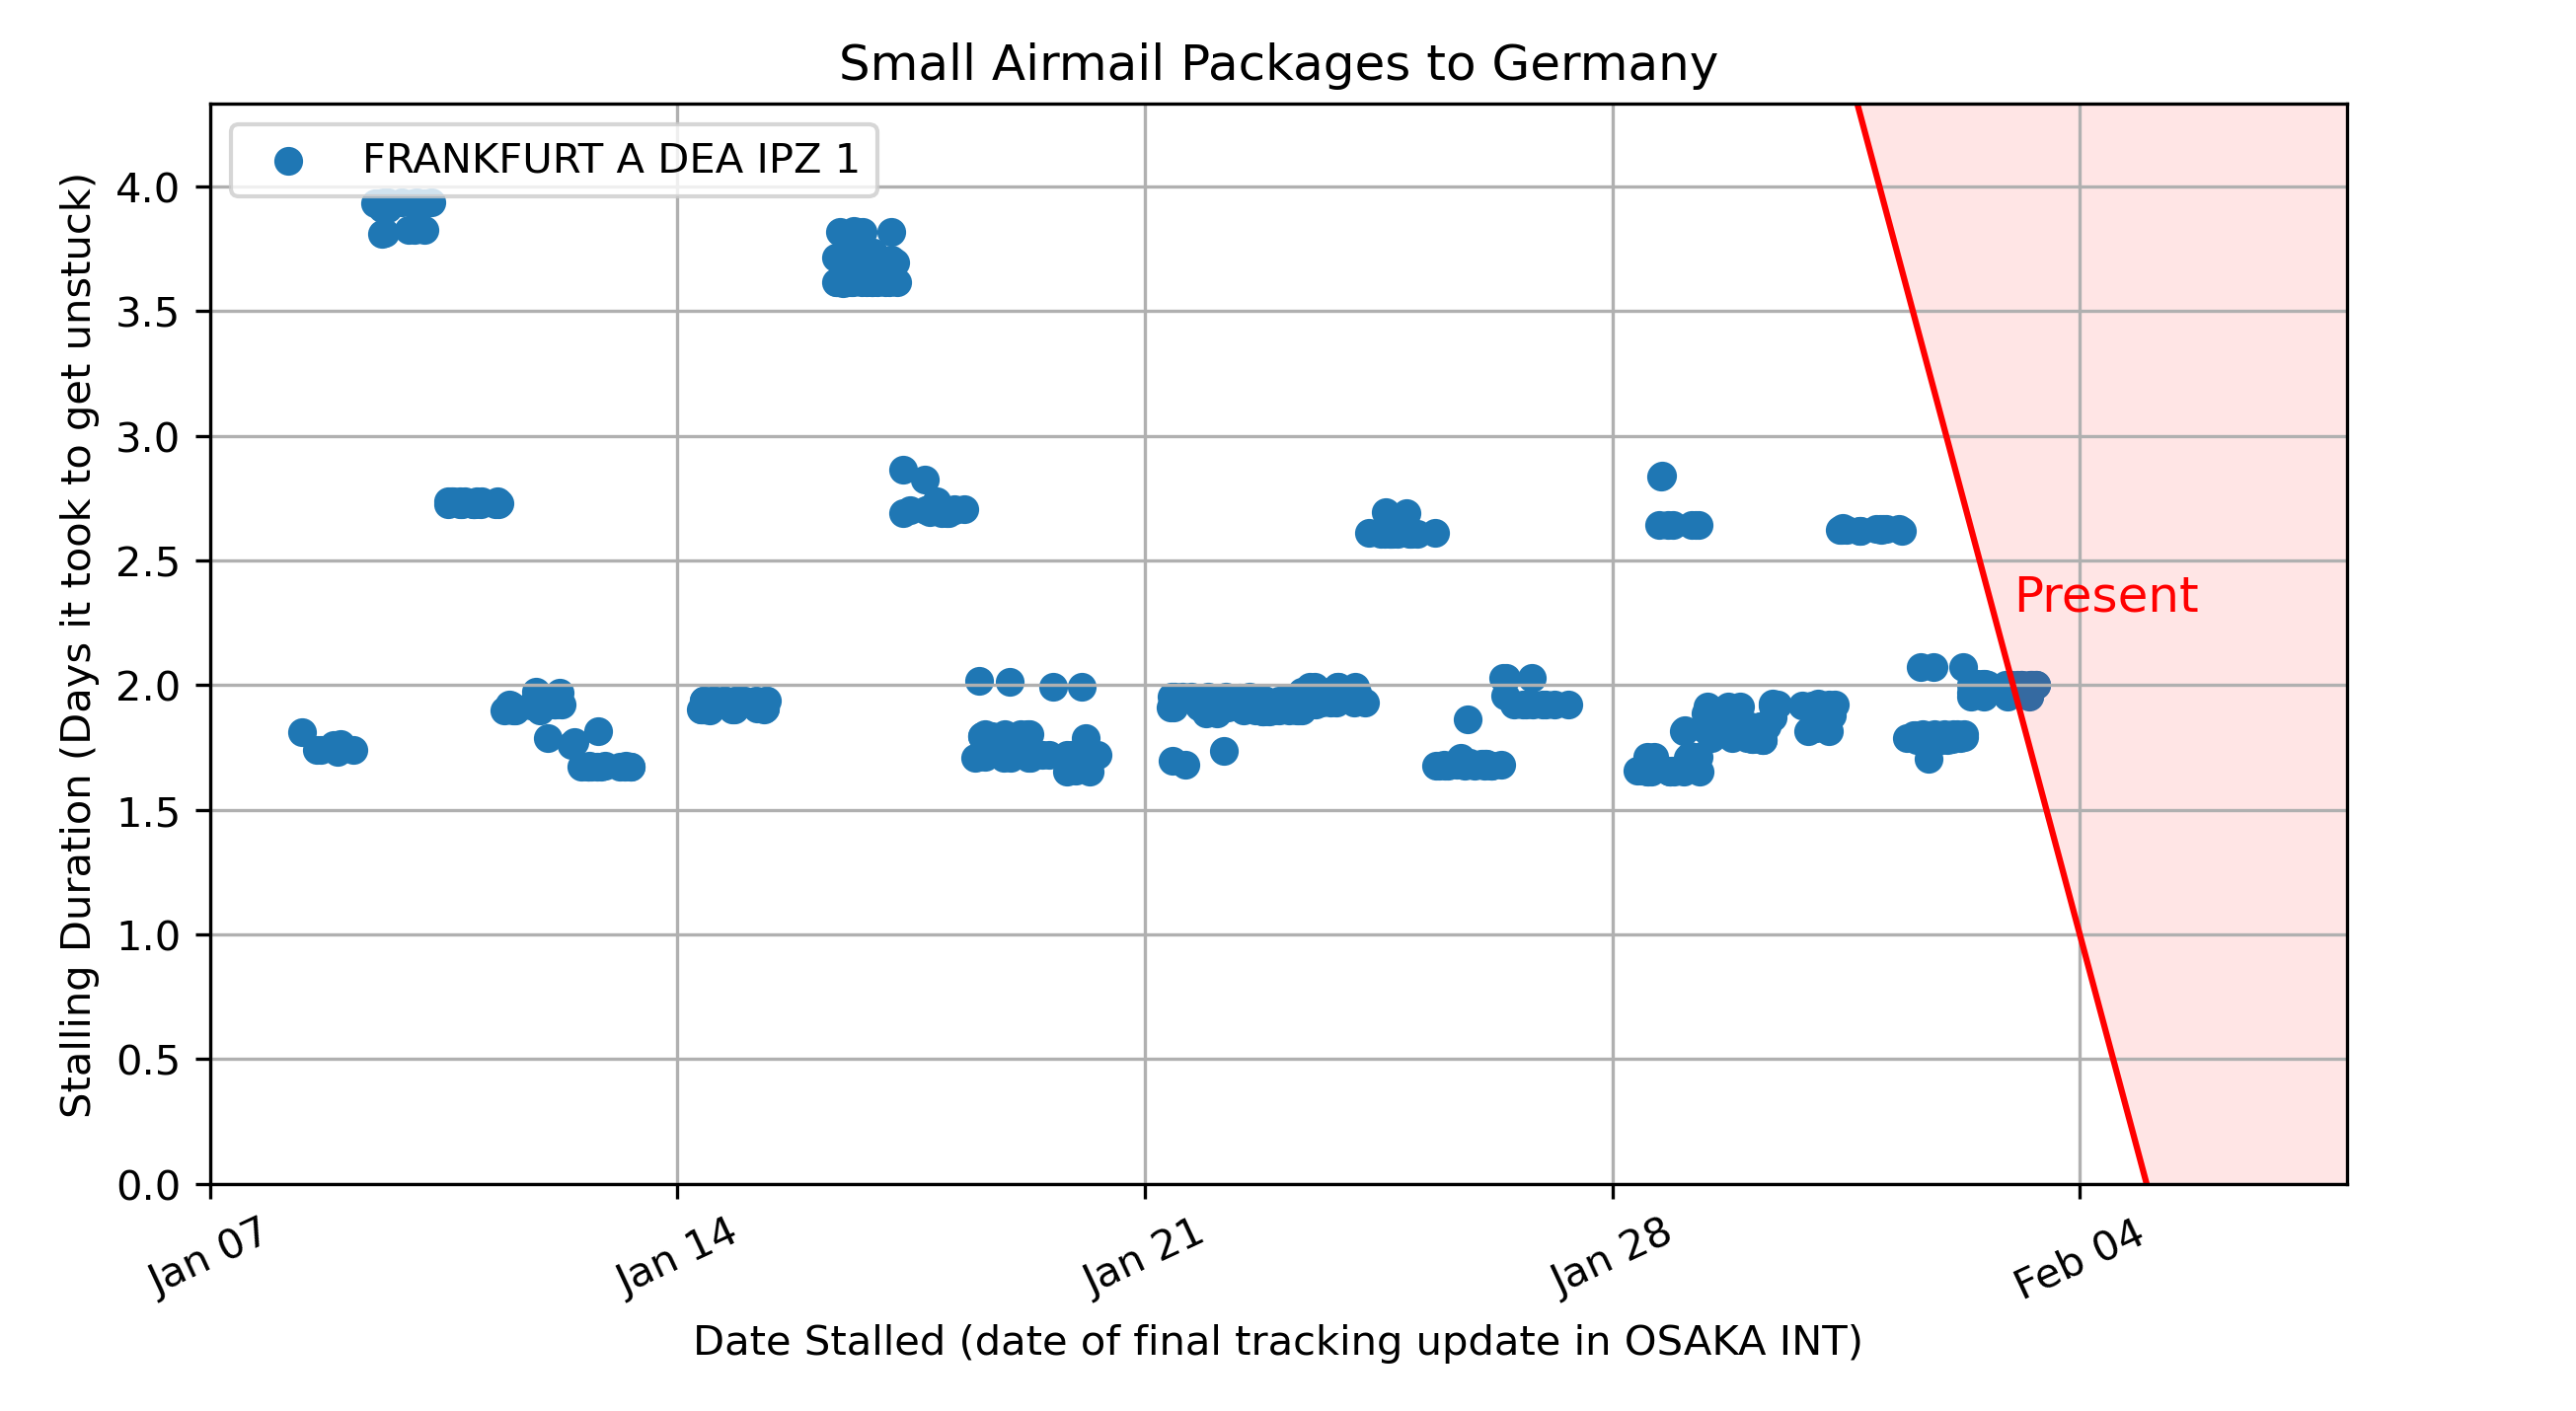 Small Airmail Packages to Germany
FRANKFURT A DEA IPZ 1
Stalling Duration (Days it took to get unstuck)
4.0
3.5
3.0
2.5
2.0
1.5
1.0
0.5
0.0
Present
Jan 07
Jan 14
Jan 21
Jan 28
Feb 04
Date Stalled (date of final tracking update in OSAKA INT)